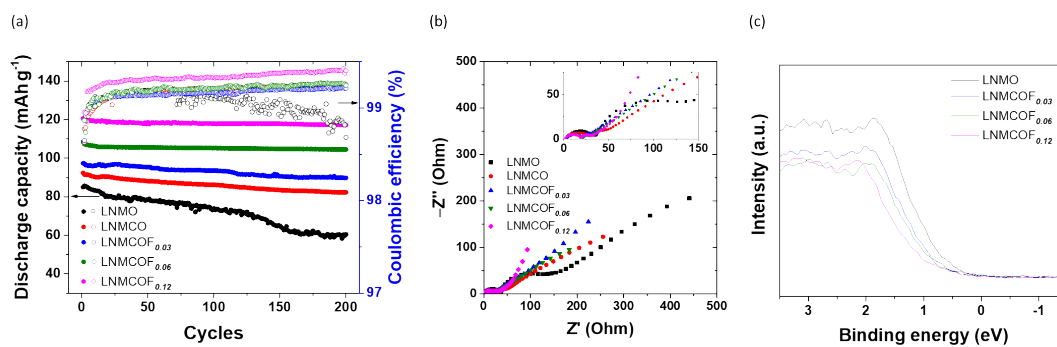 (a)
Discharge capacity (mAhg-1)
140
120
100
80
60
40
0
50
100
150
200
Cycles
99
98
97
Coulombic efficiency (%)
LNMO
LNMCO
LNMCOF0.03
LNMCOF0.06
LNMCOF0.12
(b)
−Z'' (Ohm)
500
400
300
200
100
0
0
100
200
300
400
500
Z' (Ohm)
50
0
0
50
100
150
LNMO
LNMCO
LNMCOF0.03
LNMCOF0.06
LNMCOF0.12
(c)
Intensity (a.u.)
3
2
1
0
-1
Binding energy (eV)
LNMO
LNMCOF0.03
LNMCOF0.06
LNMCOF0.12